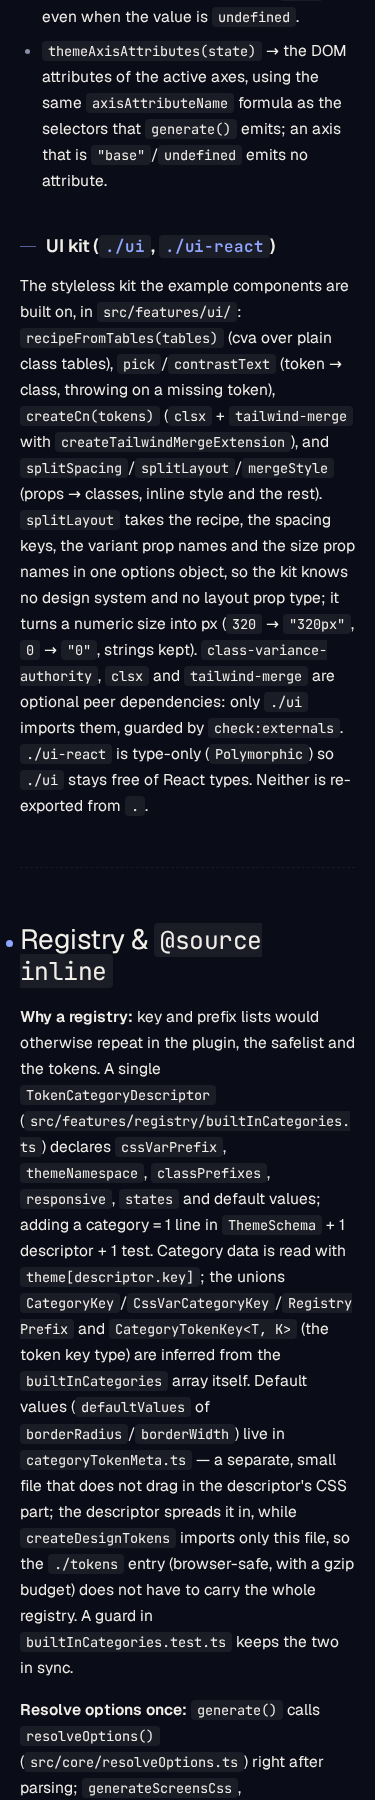 even when the value is undefined.
themeAxisAttributes(state) → the DOM
attributes of the active axes, using the
same axisAttributeName formula as the
selectors that generate() emits; an axis
that is "base"/undefined emits no
attribute.
— UI kit (./ui, ./ui-react)
The styleless kit the example components are
built on, in src/features/ui/:
recipeFromTables(tables) (cva over plain
class tables), pick/contrastText (token →
class, throwing on a missing token),
createCn(tokens) (clsx + tailwind-merge
with createTailwindMergeExtension), and
splitSpacing/splitLayout/mergeStyle
(props → classes, inline style and the rest).
splitLayout takes the recipe, the spacing
keys, the variant prop names and the size prop
names in one options object, so the kit knows
no design system and no layout prop type; it
turns a numeric size into px (320 → "320px",
0 → "0", strings kept). class-variance-
authority, clsx and tailwind-merge are
optional peer dependencies: only ./ui
imports them, guarded by check:externals.
./ui-react is type-only (Polymorphic) so
./ui stays free of React types. Neither is re-
exported from . .
Registry & @source
inline
Why a registry: key and prefix lists would
otherwise repeat in the plugin, the safelist and
the tokens. A single
TokenCategoryDescriptor
(src/features/registry/builtInCategories.
ts) declares cssVarPrefix,
themeNamespace, classPrefixes,
responsive, states and default values;
adding a category = 1 line in ThemeSchema + 1
descriptor + 1 test. Category data is read with
theme[descriptor.key]; the unions
CategoryKey/CssVarCategoryKey/Registry
Prefix and CategoryTokenKey<T, K> (the
token key type) are inferred from the
builtInCategories array itself. Default
values (defaultValues of
borderRadius/borderWidth) live in
categoryTokenMeta.ts — a separate, small
file that does not drag in the descriptor's CSS
part; the descriptor spreads it in, while
createDesignTokens imports only this file, so
the ./tokens entry (browser-safe, with a gzip
budget) does not have to carry the whole
registry. A guard in
builtInCategories.test.ts keeps the two
in sync.
Resolve options once: generate() calls
resolveOptions()
(src/core/resolveOptions.ts) right after
parsing; generateScreensCss,